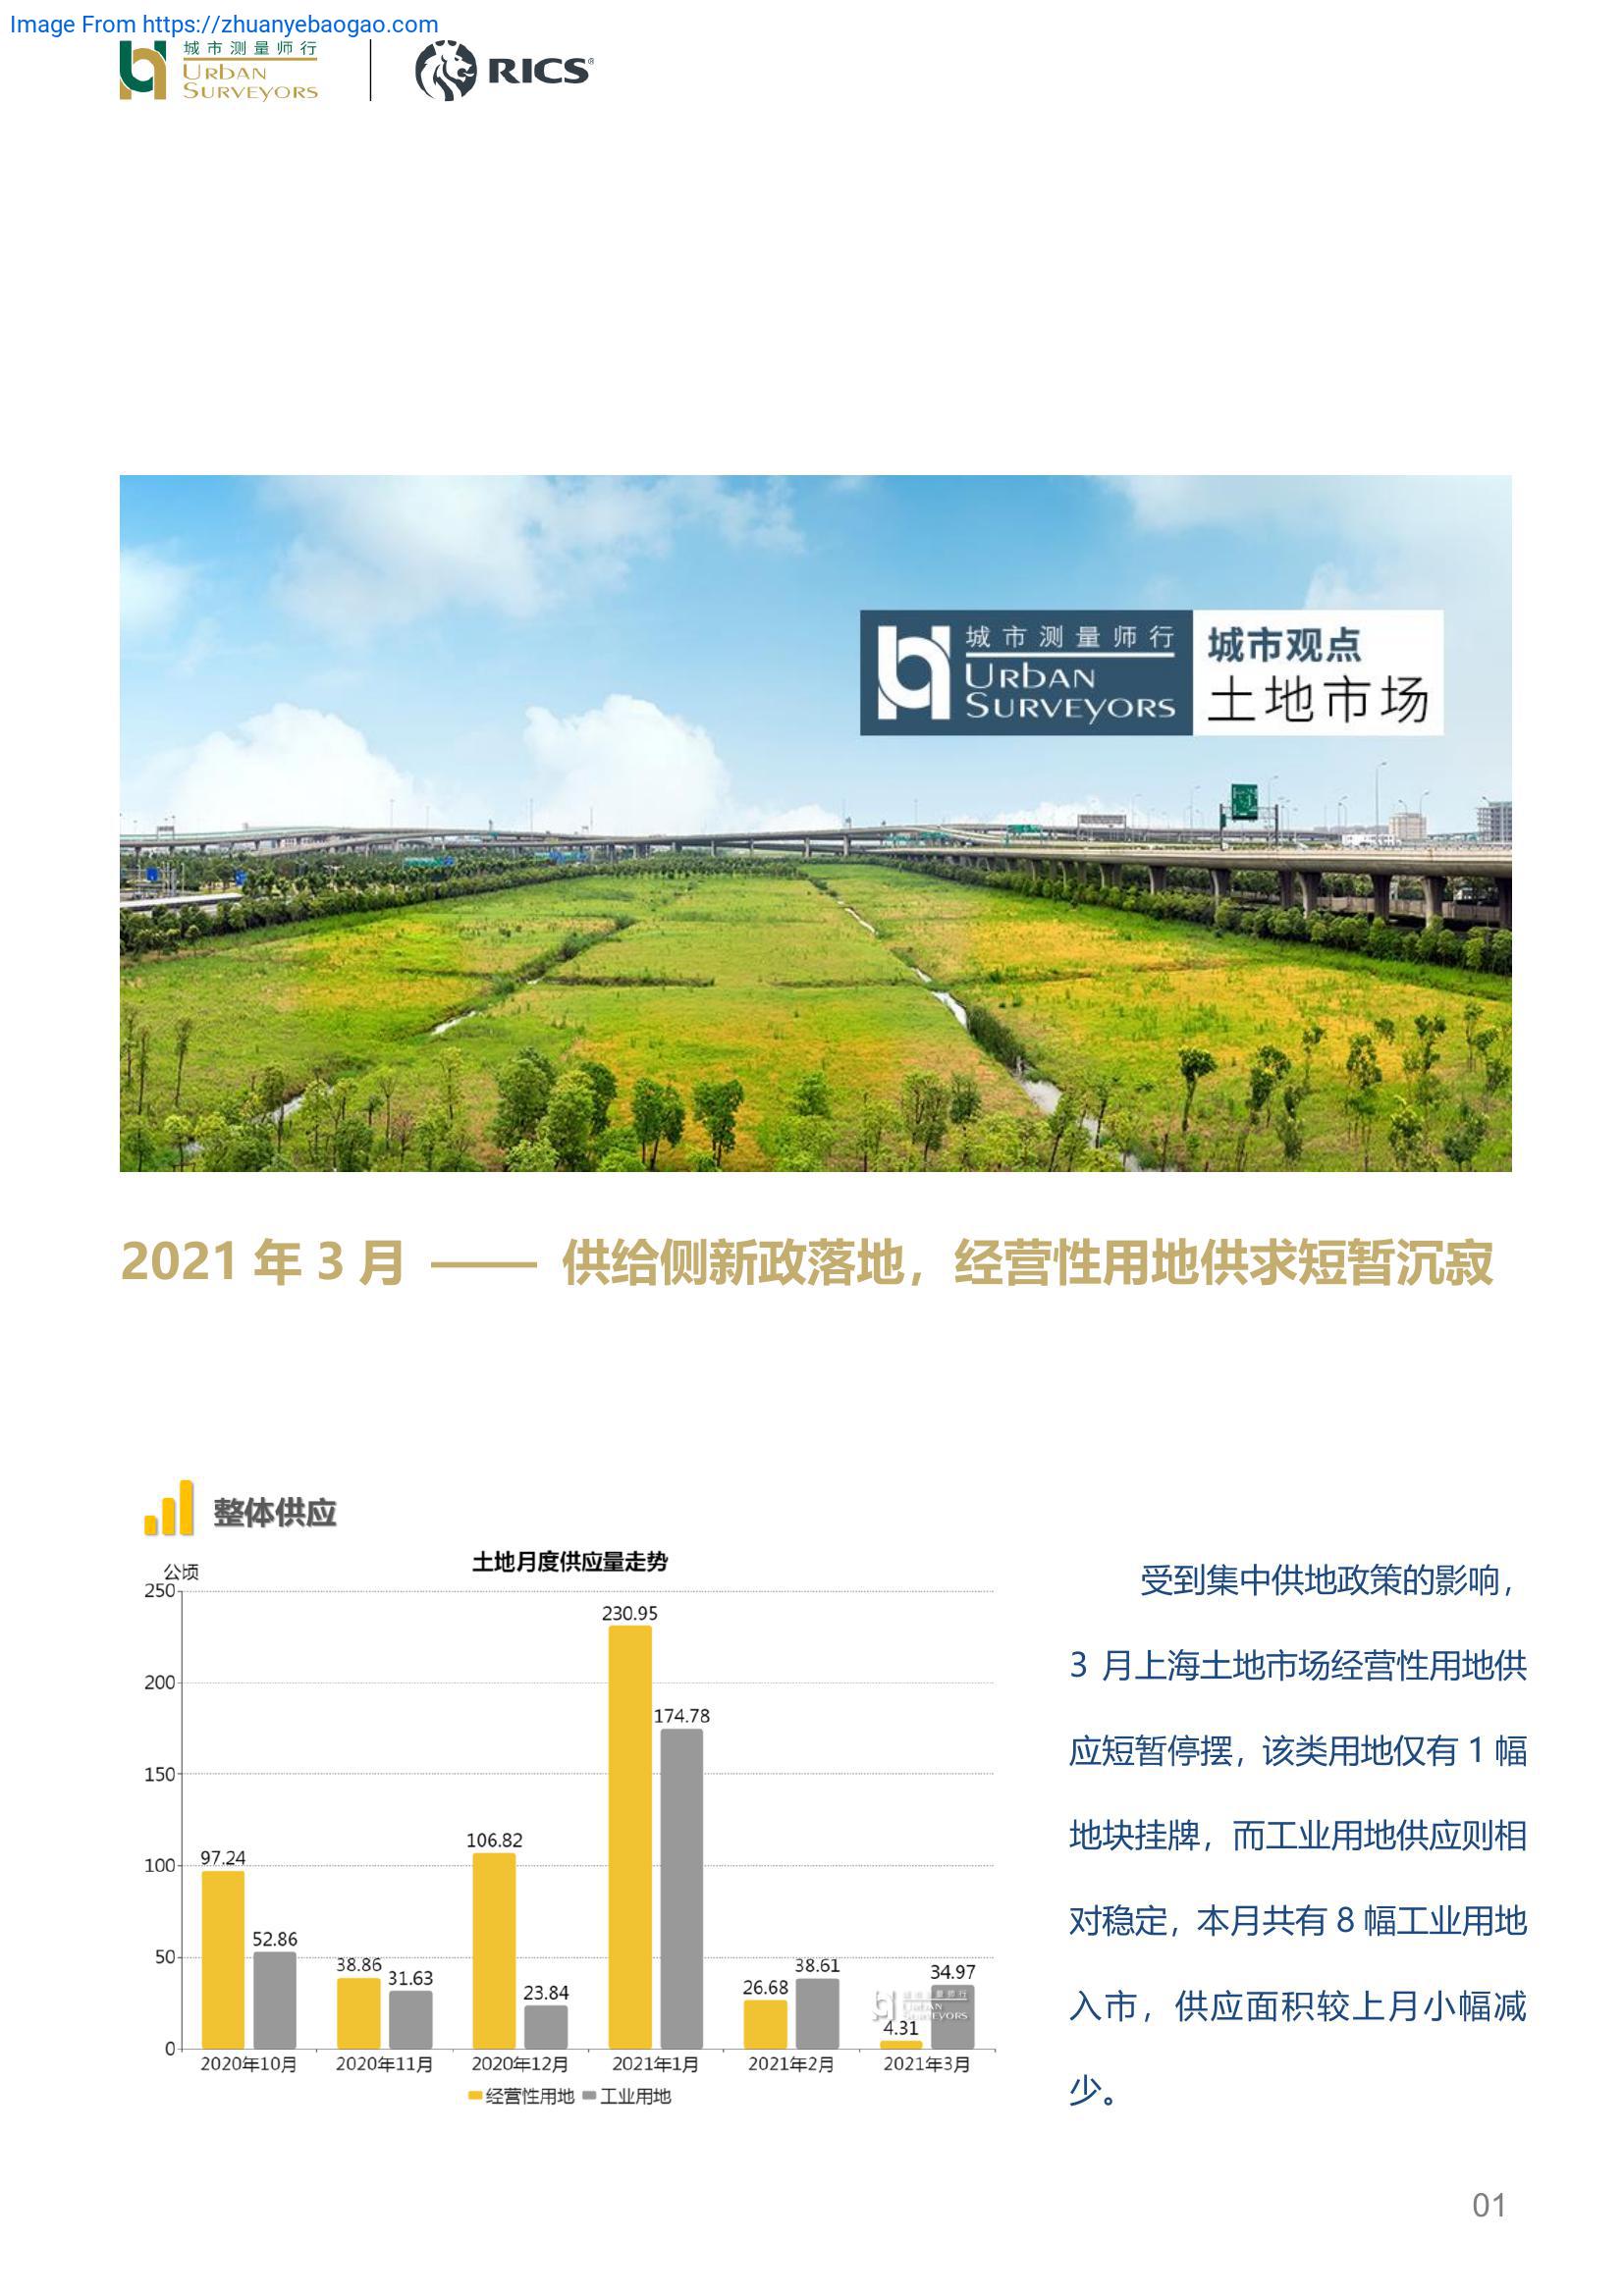 Image From https://zhuanyebaogao.com
城市测量师行
URBAN
SURVEYORS
RICS®
城市测量师行
URBAN
SURVEYORS
城市观点
土地市场
2021 年 3 月 —— 供给侧新政落地，经营性用地供求短暂沉寂
整体供应
土地月度供应量走势
公顷
250
200
150
100
50
0
97.24
52.86
38.86
31.63
106.82
23.84
230.95
174.78
26.68
38.61
4.31
34.97
城市测量师行
URBAN
SURVEYORS
2020年10月
2020年11月
2020年12月
2021年1月
2021年2月
2021年3月
经营性用地
工业用地
受到集中供地政策的影响，
3 月上海土地市场经营性用地供
应短暂停摆，该类用地仅有 1 幅
地块挂牌，而工业用地供应则相
对稳定，本月共有 8 幅工业用地
入市，供应面积较上月小幅减
少。
01